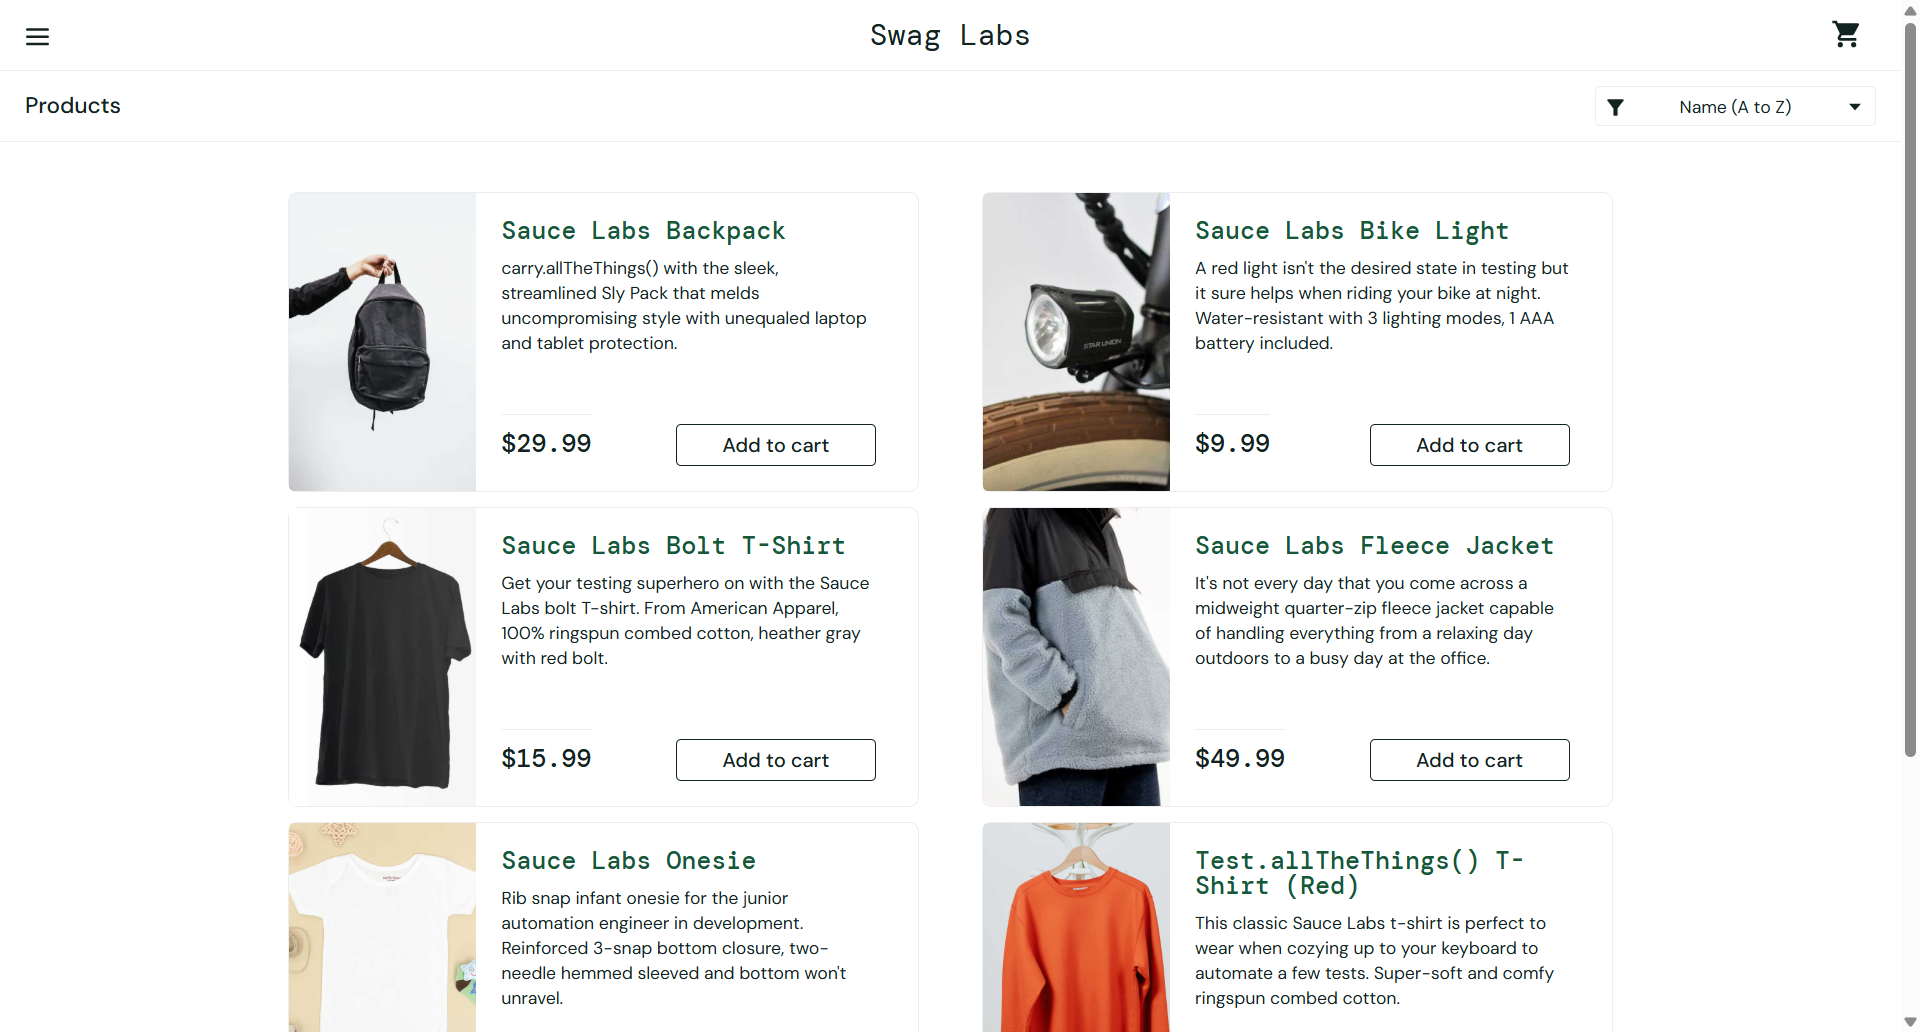 Swag Labs
Products
Name (A to Z)
Sauce Labs Backpack
carry.allTheThings() with the sleek,
streamlined Sly Pack that melds
uncompromising style with unequaled laptop
and tablet protection.
$29.99
Add to cart
Sauce Labs Bike Light
A red light isn't the desired state in testing but
it sure helps when riding your bike at night.
Water-resistant with 3 lighting modes, 1 AAA
battery included.
STAR UNION
$9.99
Add to cart
Sauce Labs Bolt T-Shirt
Get your testing superhero on with the Sauce
Labs bolt T-shirt. From American Apparel,
100% ringspun combed cotton, heather gray
with red bolt.
$15.99
Add to cart
Sauce Labs Fleece Jacket
It's not every day that you come across a
midweight quarter-zip fleece jacket capable
of handling everything from a relaxing day
outdoors to a busy day at the office.
$49.99
Add to cart
Sauce Labs Onesie
Rib snap infant onesie for the junior
automation engineer in development.
Reinforced 3-snap bottom closure, two-
needle hemmed sleeved and bottom won't
unravel.
Test.allTheThings() T-
Shirt (Red)
This classic Sauce Labs t-shirt is perfect to
wear when cozying up to your keyboard to
automate a few tests. Super-soft and comfy
ringspun combed cotton.